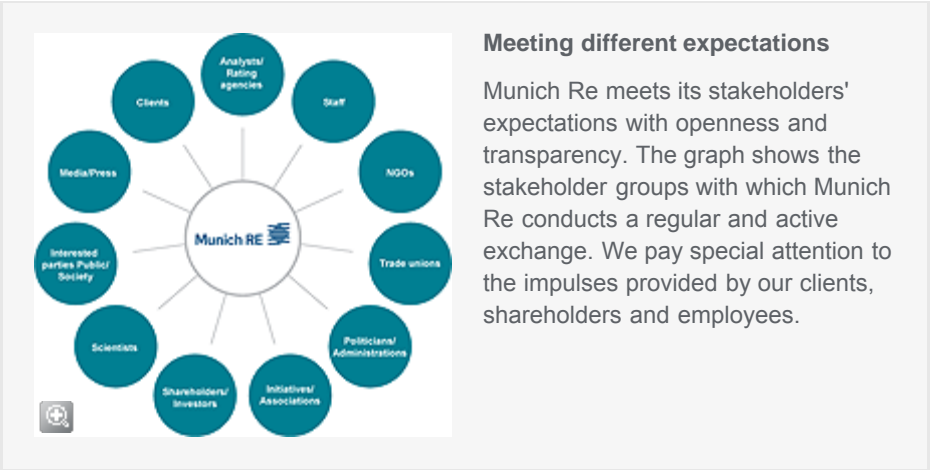 Analysts/
Rating
agencies
Staff
NGOs
Trade unions
Politicians/
Administrations
Initiatives/
Associations
Shareholders/
Investors
Scientists
Interested
parties Public/
Society
Media/Press
Clients
Munich RE
Meeting different expectations
Munich Re meets its stakeholders'
expectations with openness and
transparency. The graph shows the
stakeholder groups with which Munich
Re conducts a regular and active
exchange. We pay special attention to
the impulses provided by our clients,
shareholders and employees.